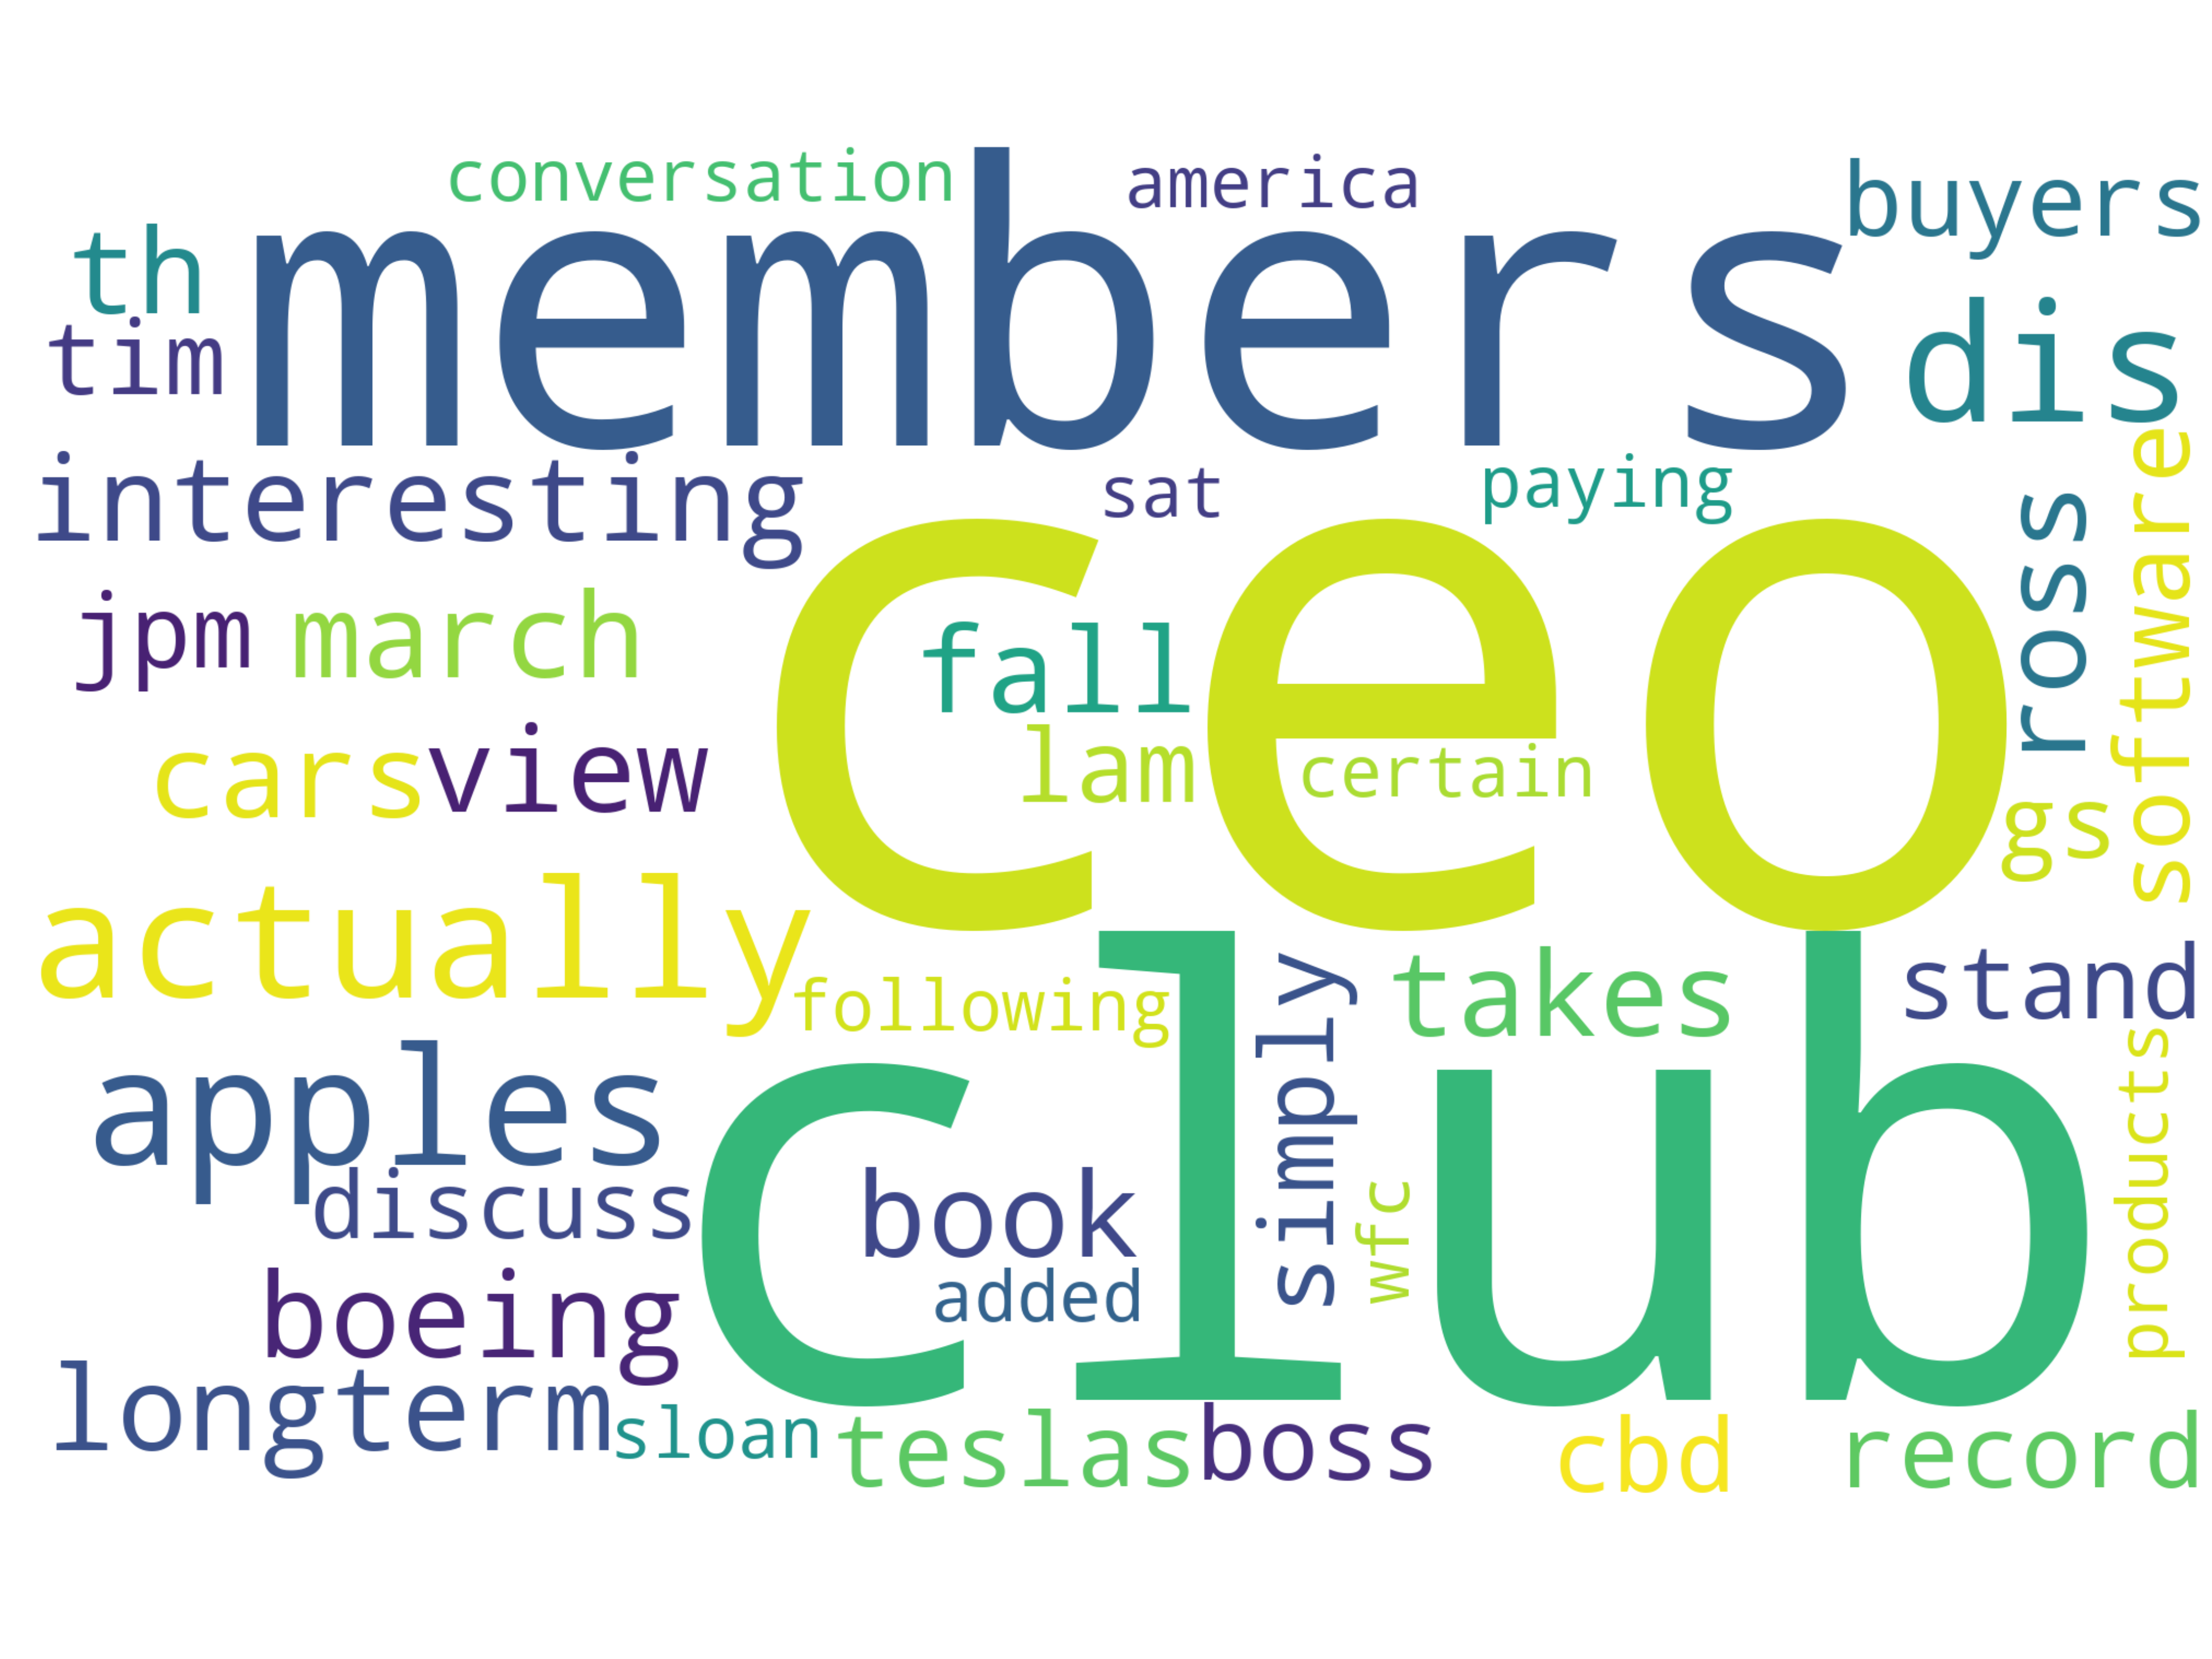 conversation
america
buyers
members
th
tim
dis
interesting
sat
paying
software
ross
ceo
jpm
march
fall
lam
certain
cars
view
gs
actually
following
simply
takes
stand
club
apples
products
discuss
book
wfc
added
boeing
longterm
sloan
teslas
boss
cbd
record